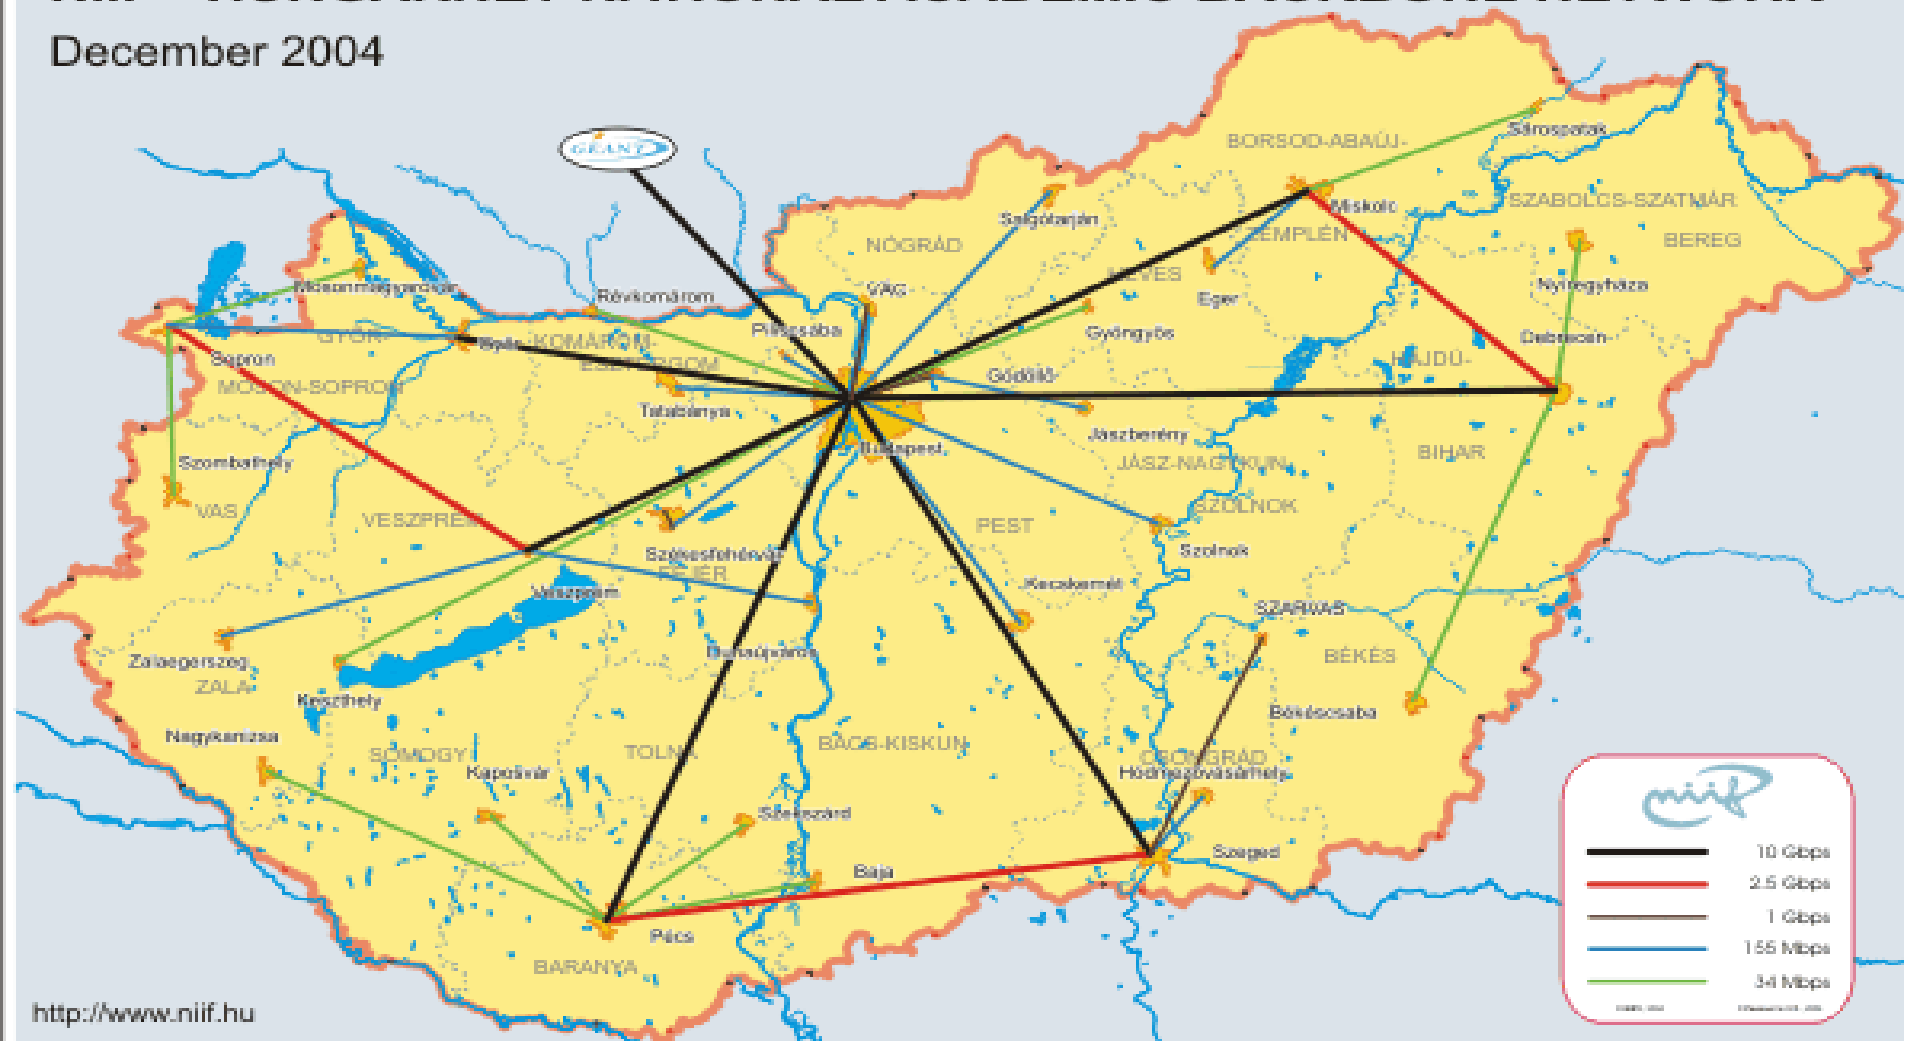 December 2004
GÉANT
BORSOD-ABAÚJ-
Sárospatak
SZABOLCS-SZATMÁR
Miskolc
Salgótarján
ZEMPLÉN
BEREG
NÓGRÁD
HEVES
Mosonmagyaróvár
VÁC
Eger
Nyíregyháza
Révkomárom
Piliscsaba
Gyöngyös
GYŐR-
Győr
KOMÁROM-
Debrecen
Sopron
ESZTERGOM
HAJDÚ-
MOSON-SOPRON
Gödöllő
Tatabánya
Jászberény
Budapest
BIHAR
Szombathely
JÁSZ-NAGYKUN-
VAS
VESZPRÉM
PEST
SZOLNOK
Székesfehérvár
Szolnok
FEJÉR
Veszprém
Kecskemét
SZARVAS
Zalaegerszeg
Dunaújváros
BÉKÉS
ZALA
Keszthely
Békéscsaba
Nagykanizsa
SOMOGY
TOLNA
BÁCS-KISKUN
CSONGRÁD
Kaposvár
Hódmezővásárhely
Szekszárd
niif
Baja
Szeged
10 Gbps
2.5 Gbps
1 Gbps
155 Mbps
34 Mbps
Pécs
BARANYA
http://www.niif.hu